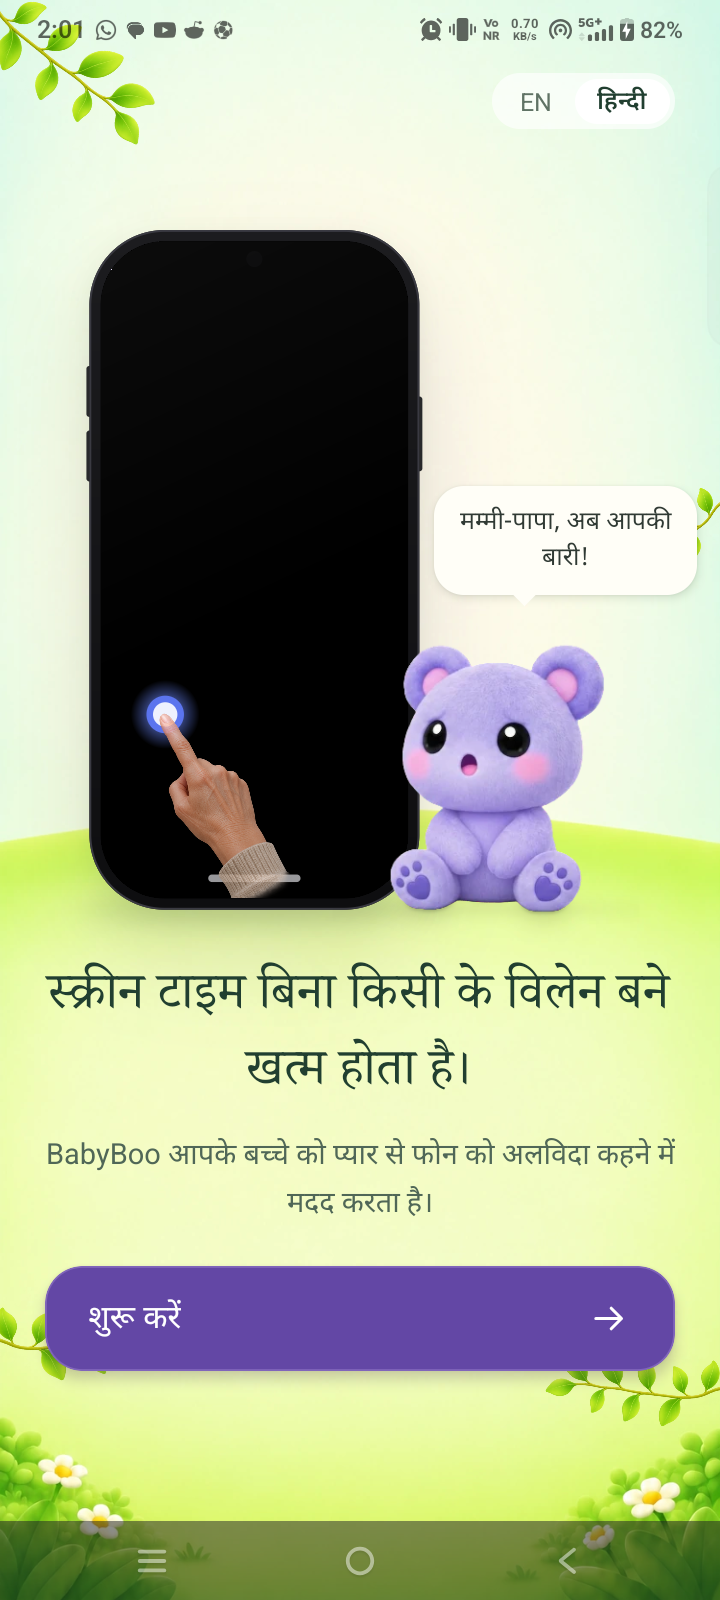 2:01
Vo NR
0.70 KB/s
5G+
82%
EN
हिन्दी
मम्मी-पापा, अब आपकी
बारी!
स्क्रीन टाइम बिना किसी के विलेन बने
खत्म होता है।
BabyBoo आपके बच्चे को प्यार से फोन को अलविदा कहने में
मदद करता है।
शुरू करें